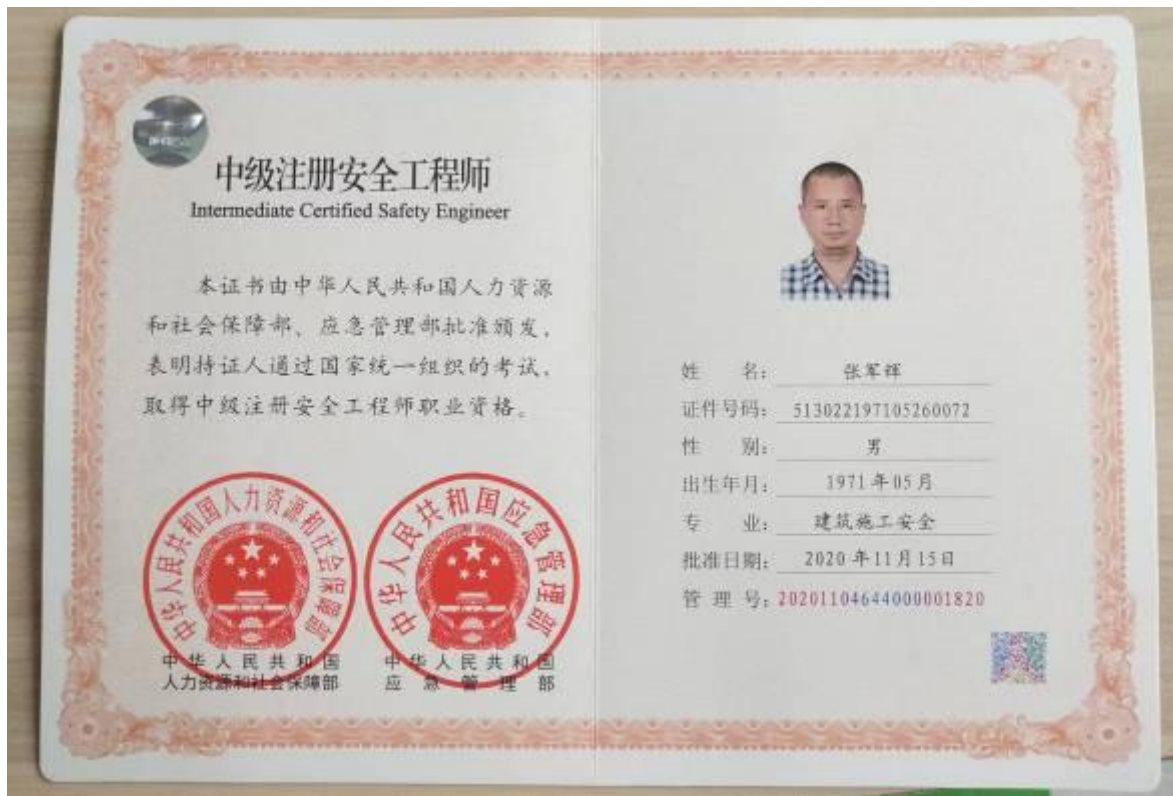 中级注册安全工程师
Intermediate Certified Safety Engineer
本证书由中华人民共和国人力资源
和社会保障部、应急管理部批准颁发，
表明持证人通过国家统一组织的考试，
取得中级注册安全工程师职业资格。
中华人民共和国人力资源和社会保障部
中华人民共和国应急管理部
中华人民共和国
人力资源和社会保障部
中华人民共和国
应急管理部
姓 名：张军辉
证件号码：513022197105260072
性 别：男
出生年月：1971年05月
专 业：建筑施工安全
批准日期：2020年11月15日
管 理 号：20201104644000001820